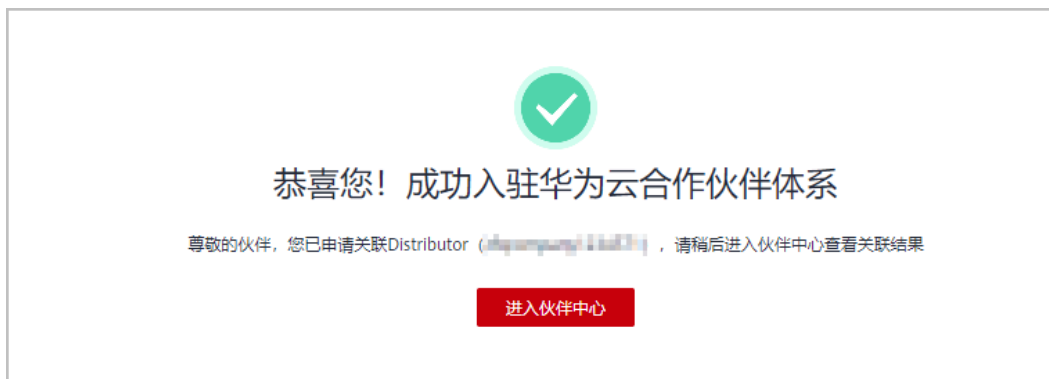 恭喜您！成功入驻华为云合作伙伴体系
尊敬的伙伴，您已申请关联Distributor（），请稍后进入伙伴中心查看关联结果
进入伙伴中心